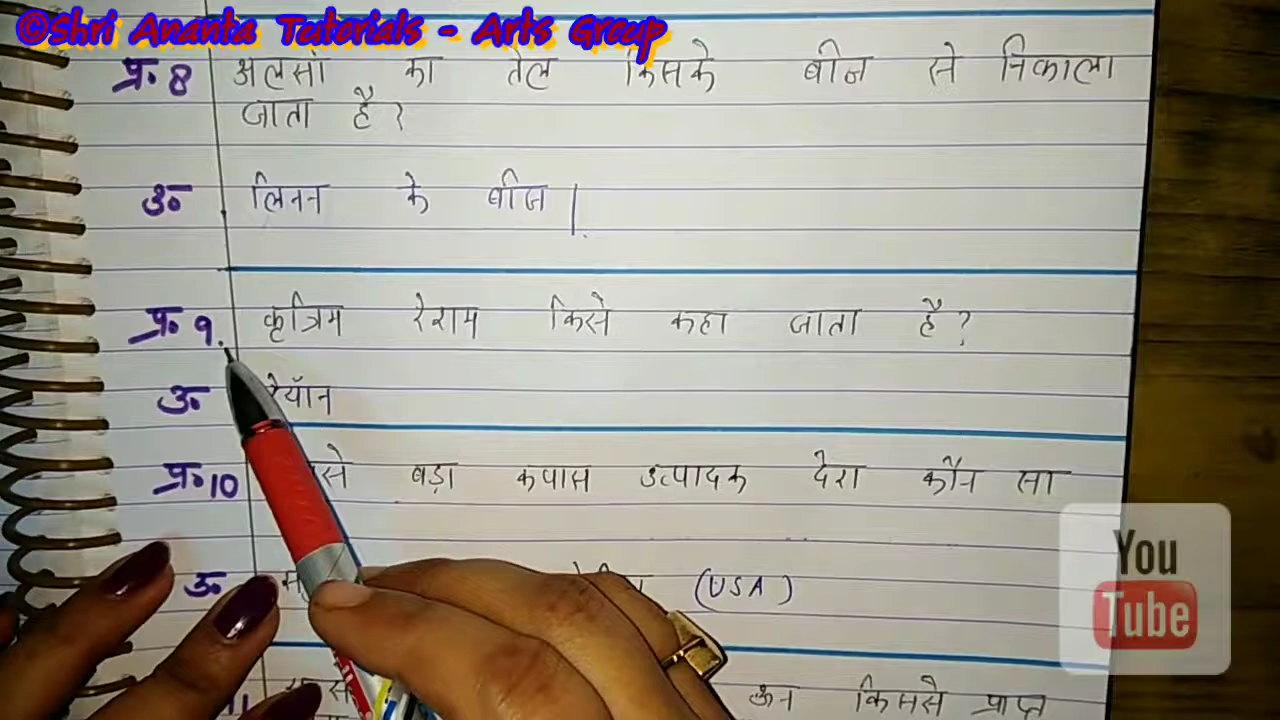 ©Shri Ananta Tutorials - Arts Group
प्र॰ 8 अलसी का तेल किसके बीज से निकाला
जाता है ?
उ॰ लिनन के बीज |
प्र॰ 9. कृत्रिम रेशम किसे कहा जाता है ?
उ॰ रेयॉन
प्र॰ 10 बड़ा कपास उत्पादक देश कौन सा
उ॰ (USA)
11 ऊन किससे प्राप्त
You
Tube